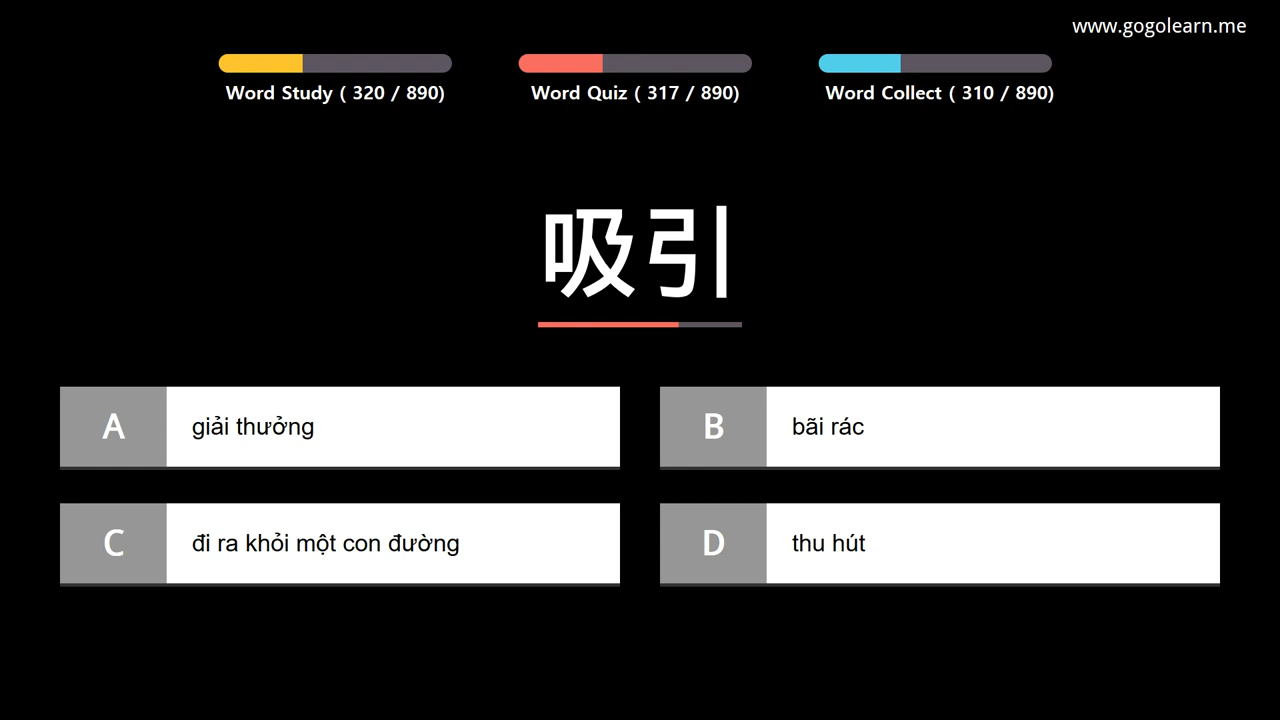 www.gogolearn.me
Word Study ( 320 / 890)
Word Quiz ( 317 / 890)
Word Collect ( 310 / 890)
吸引
A
giải thưởng
B
bãi rác
C
đi ra khỏi một con đường
D
thu hút